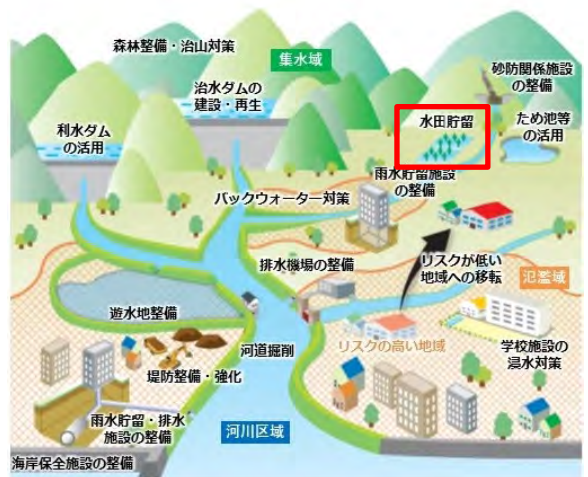 森林整備・治山対策
集水域
砂防関係施設
の整備
治水ダムの
建設・再生
水田貯留
ため池等
の活用
利水ダム
の活用
雨水貯留施設
の整備
バックウォーター対策
排水機場の整備
リスクが低い
地域への移転
氾濫域
遊水地整備
河道掘削
リスクの高い地域
学校施設の
浸水対策
堤防整備・強化
雨水貯留・排水
施設の整備
河川区域
海岸保全施設の整備